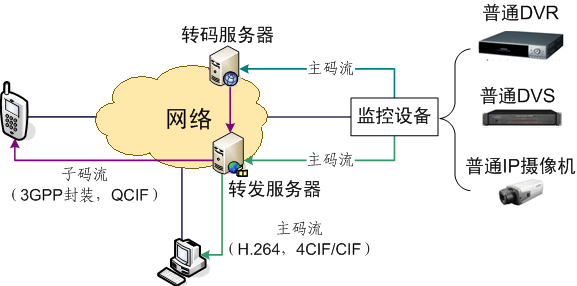 转码服务器
普通DVR
主码流
网络
监控设备
普通DVS
主码流
子码流
(3GPP封装，QCIF)
转发服务器
普通IP摄像机
主码流
(H.264，4CIF/CIF)